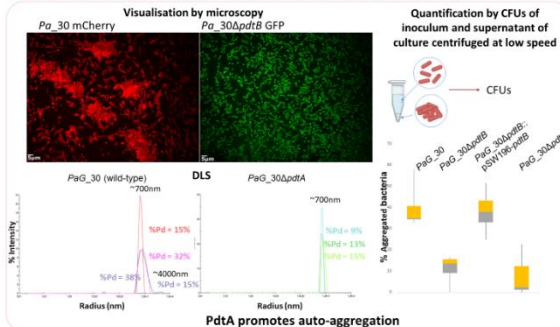 Visualisation by microscopy
Pa_30 mCherry
Pa_30ΔpdtB GFP
5µm
5µm
PaG_30 (wild-type)
DLS
PaG_30ΔpdtA
~700nm
%Pd = 15%
%Pd = 32%
~4000nm
%Pd = 38%
%Pd = 15%
% Intensity
Radius (nm)
~700nm
%Pd = 9%
%Pd = 13%
%Pd = 15%
Radius (nm)
Quantification by CFUs of
inoculum and supernatant of
culture centrifuged at low speed
CFUs
PaG_30
PaG_30ΔpdtB
PaG_30ΔpdtB::
pSW196-pdtB
% Aggregated bacteria
PdtA promotes auto-aggregation